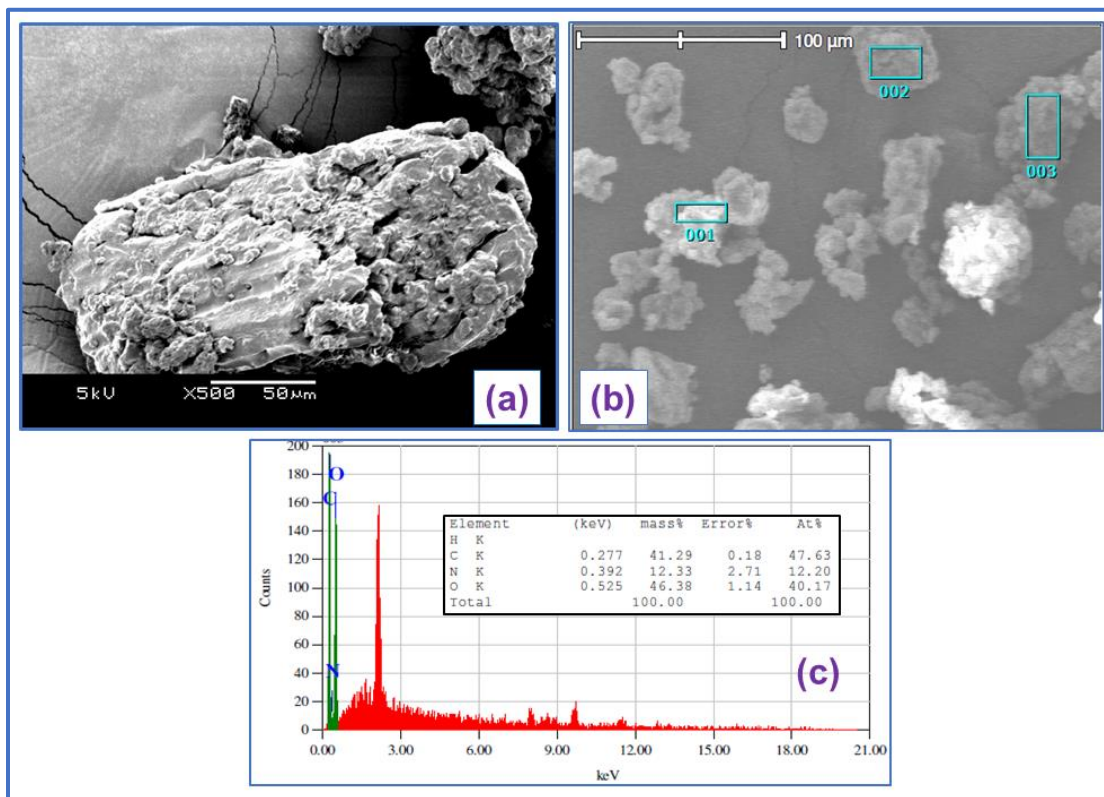 5kV X500 50μm
(a)
100 μm
002
003
001
(b)
200
180
160
140
120
100
80
60
40
20
0
Counts
O
C
N
Element (keV) mass% Error% At%
H K
C K 0.277 41.29 0.18 47.63
N K 0.392 12.33 2.71 12.20
O K 0.525 46.38 1.14 40.17
Total 100.00 100.00
(c)
0.00 3.00 6.00 9.00 12.00 15.00 18.00 21.00
keV